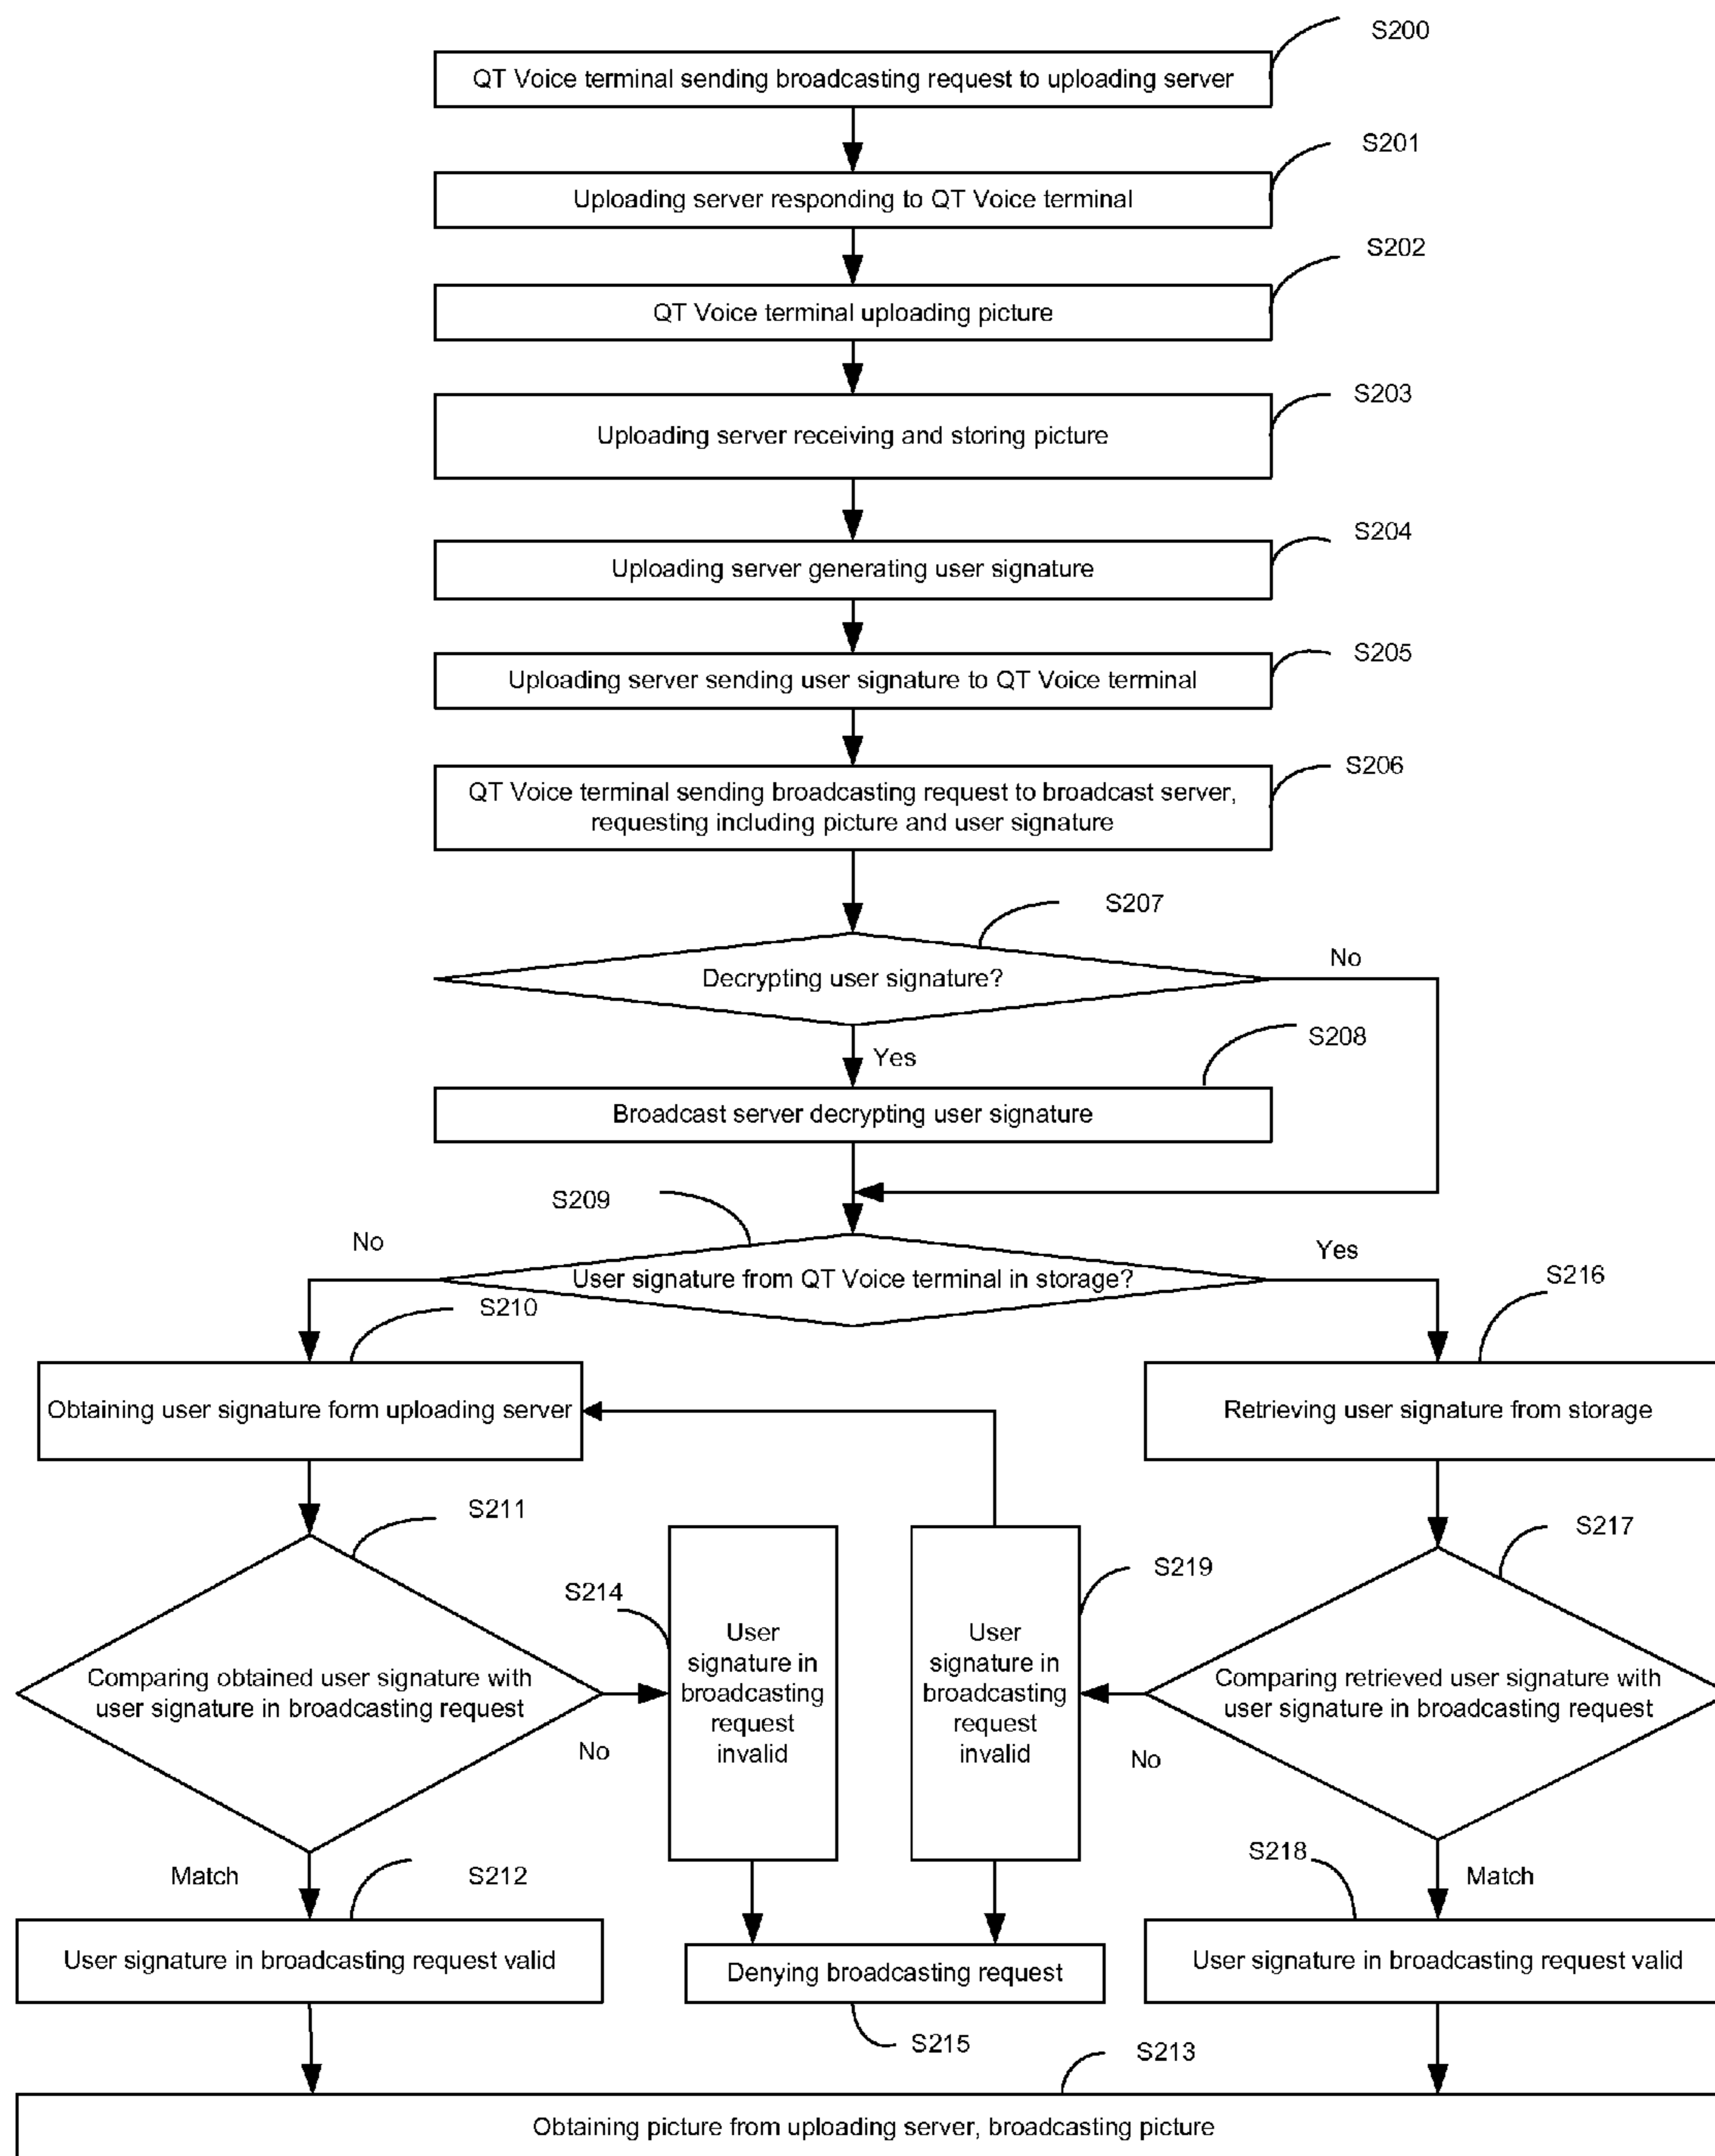 S200
QT Voice terminal sending broadcasting request to uploading server
S201
Uploading server responding to QT Voice terminal
S202
QT Voice terminal uploading picture
S203
Uploading server receiving and storing picture
S204
Uploading server generating user signature
S205
Uploading server sending user signature to QT Voice terminal
S206
QT Voice terminal sending broadcasting request to broadcast server,
requesting including picture and user signature
S207
Decrypting user signature?
No
Yes
S208
Broadcast server decrypting user signature
S209
No
User signature from QT Voice terminal in storage?
Yes
S210
S216
Obtaining user signature form uploading server
Retrieving user signature from storage
S211
S217
Comparing obtained user signature with
user signature in broadcasting request
No
S214
User
signature in
broadcasting
request
invalid
S219
User
signature in
broadcasting
request
invalid
Comparing retrieved user signature with
user signature in broadcasting request
No
Match
S212
S218
Match
User signature in broadcasting request valid
Denying broadcasting request
User signature in broadcasting request valid
S215
S213
Obtaining picture from uploading server, broadcasting picture